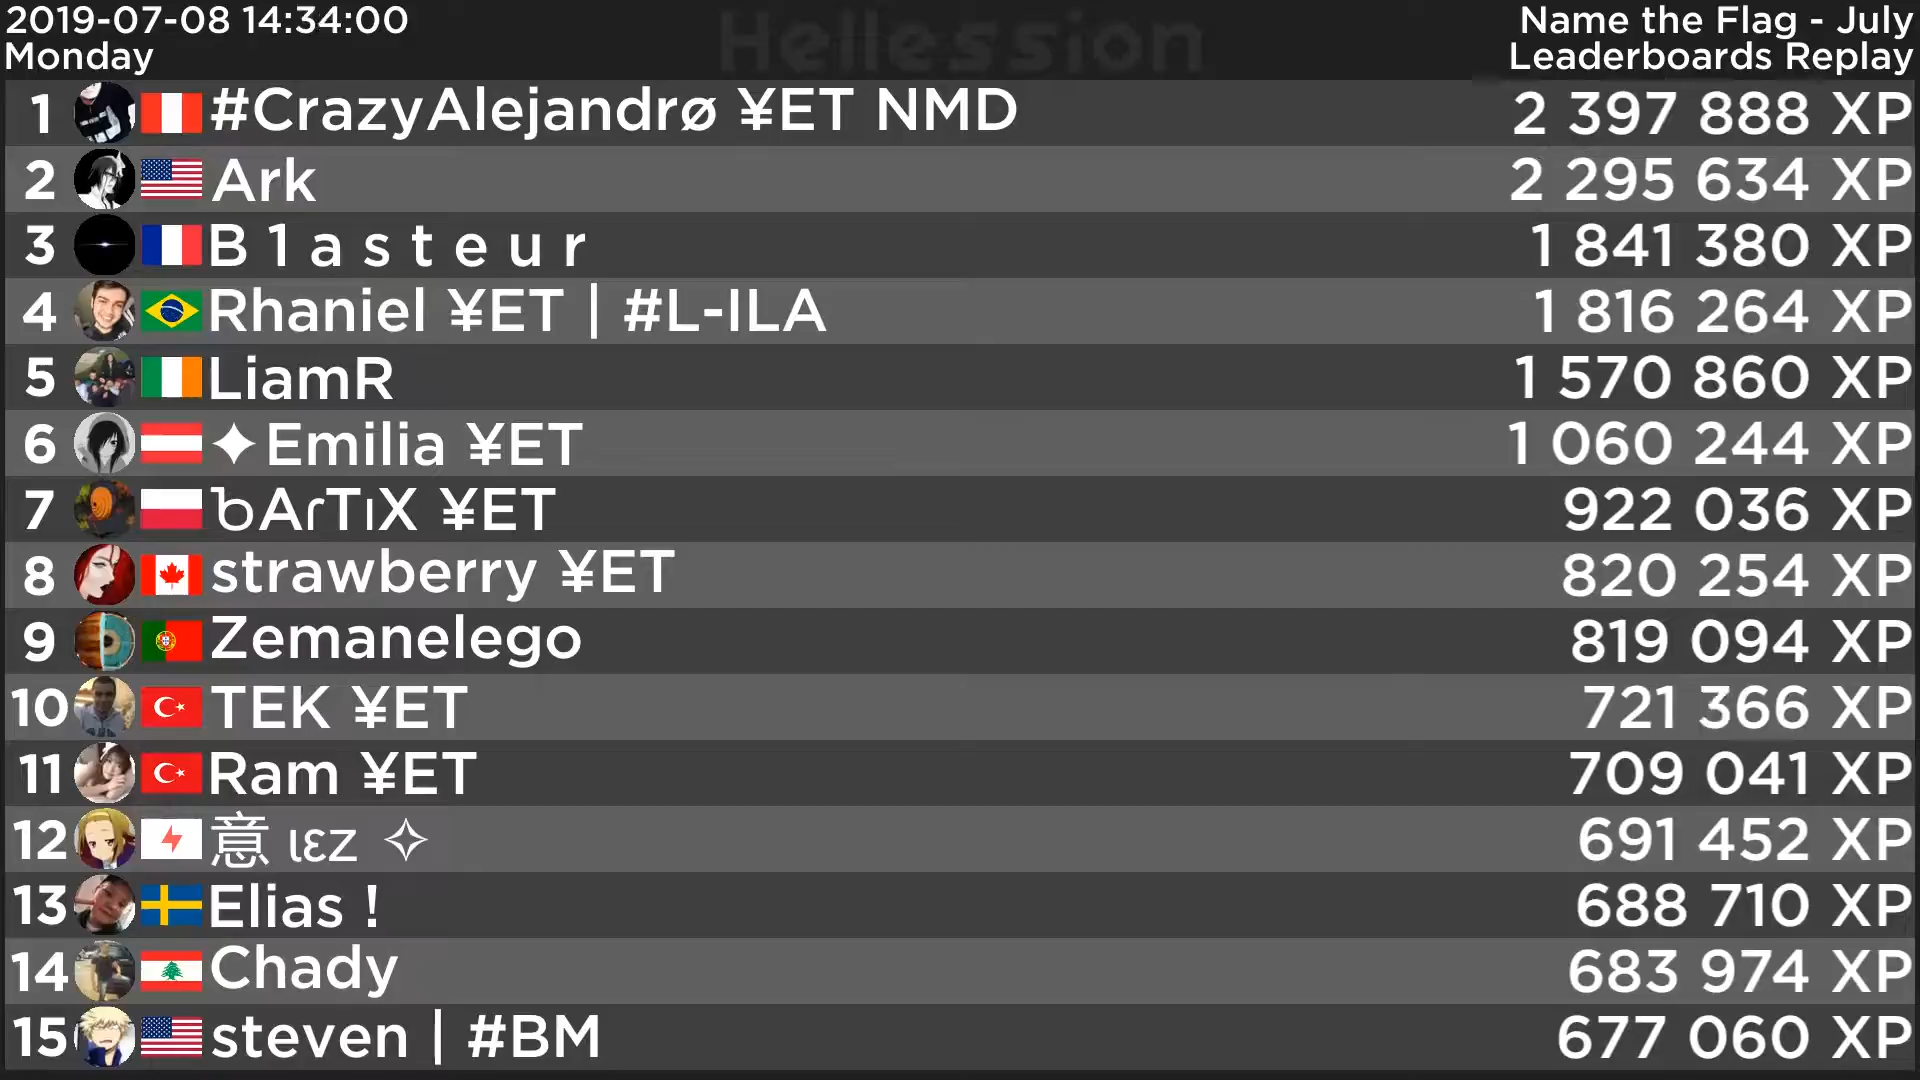 2019-07-08 14:34:00
Monday
Hellession
Name the Flag - July
Leaderboards Replay
1 #CrazyAlejandrø ¥ET NMD 2 397 888 XP
2 Ark 2 295 634 XP
3 B 1 a s t e u r 1 841 380 XP
4 Rhaniel ¥ET | #L-ILA 1 816 264 XP
5 LiamR 1 570 860 XP
6 ✦Emilia ¥ET 1 060 244 XP
7 ѣAɾTıX ¥ET 922 036 XP
8 strawberry ¥ET 820 254 XP
9 Zemanelego 819 094 XP
10 TEK ¥ET 721 366 XP
11 Ram ¥ET 709 041 XP
12 意 ιεz ✧ 691 452 XP
13 Elias ! 688 710 XP
14 Chady 683 974 XP
15 steven | #BM 677 060 XP